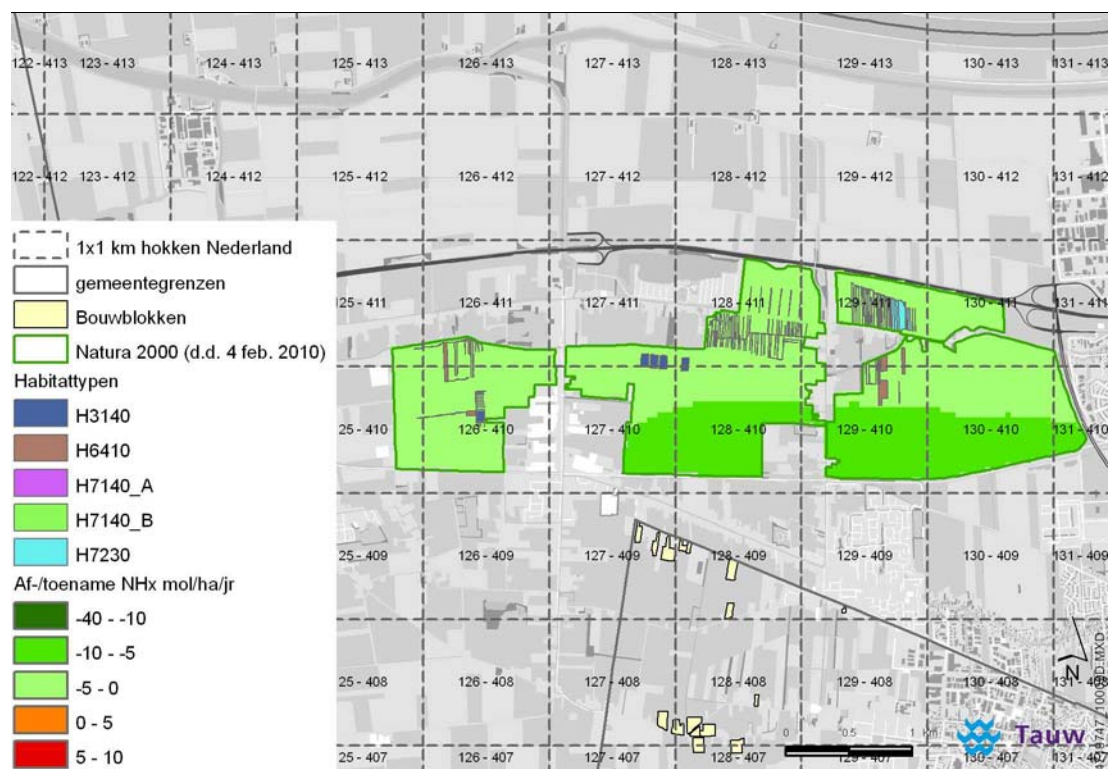 122 - 413 123 - 413 124 - 413 125 - 413 126 - 413 127 - 413 128 - 413 129 - 413 130 - 413 131 - 413
122 - 412 123 - 412 124 - 412 125 - 412 126 - 412 127 - 412 128 - 412 129 - 412 130 - 412 131 - 412
25 - 411 126 - 411 127 - 411 128 - 411 129 - 411 130 - 411 131 - 411
25 - 410 126 - 410 127 - 410 128 - 410 129 - 410 130 - 410 131 - 410
25 - 409 126 - 409 127 - 409 128 - 409 129 - 409 130 - 409 131 - 409
25 - 408 126 - 408 127 - 408 128 - 408 129 - 408 130 - 408 131 - 408
25 - 407 126 - 407 127 - 407 128 - 407 129 - 407 130 - 407 131 - 407
1x1 km hokken Nederland
gemeentegrenzen
Bouwblokken
Natura 2000 (d.d. 4 feb. 2010)
Habitattypen
H3140
H6410
H7140_A
H7140_B
H7230
Af-/toename NHx mol/ha/jr
-40 - -10
-10 - -5
-5 - 0
0 - 5
5 - 10
0 0.5 1 Km
N
Tauw